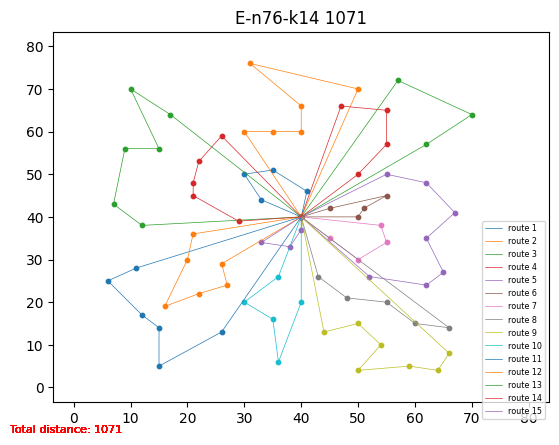 E-n76-k14 1071
80
70
60
50
40
30
20
10
0
0 10 20 30 40 50 60 70 80
route 1
route 2
route 3
route 4
route 5
route 6
route 7
route 8
route 9
route 10
route 11
route 12
route 13
route 14
route 15
Total distance: 1071